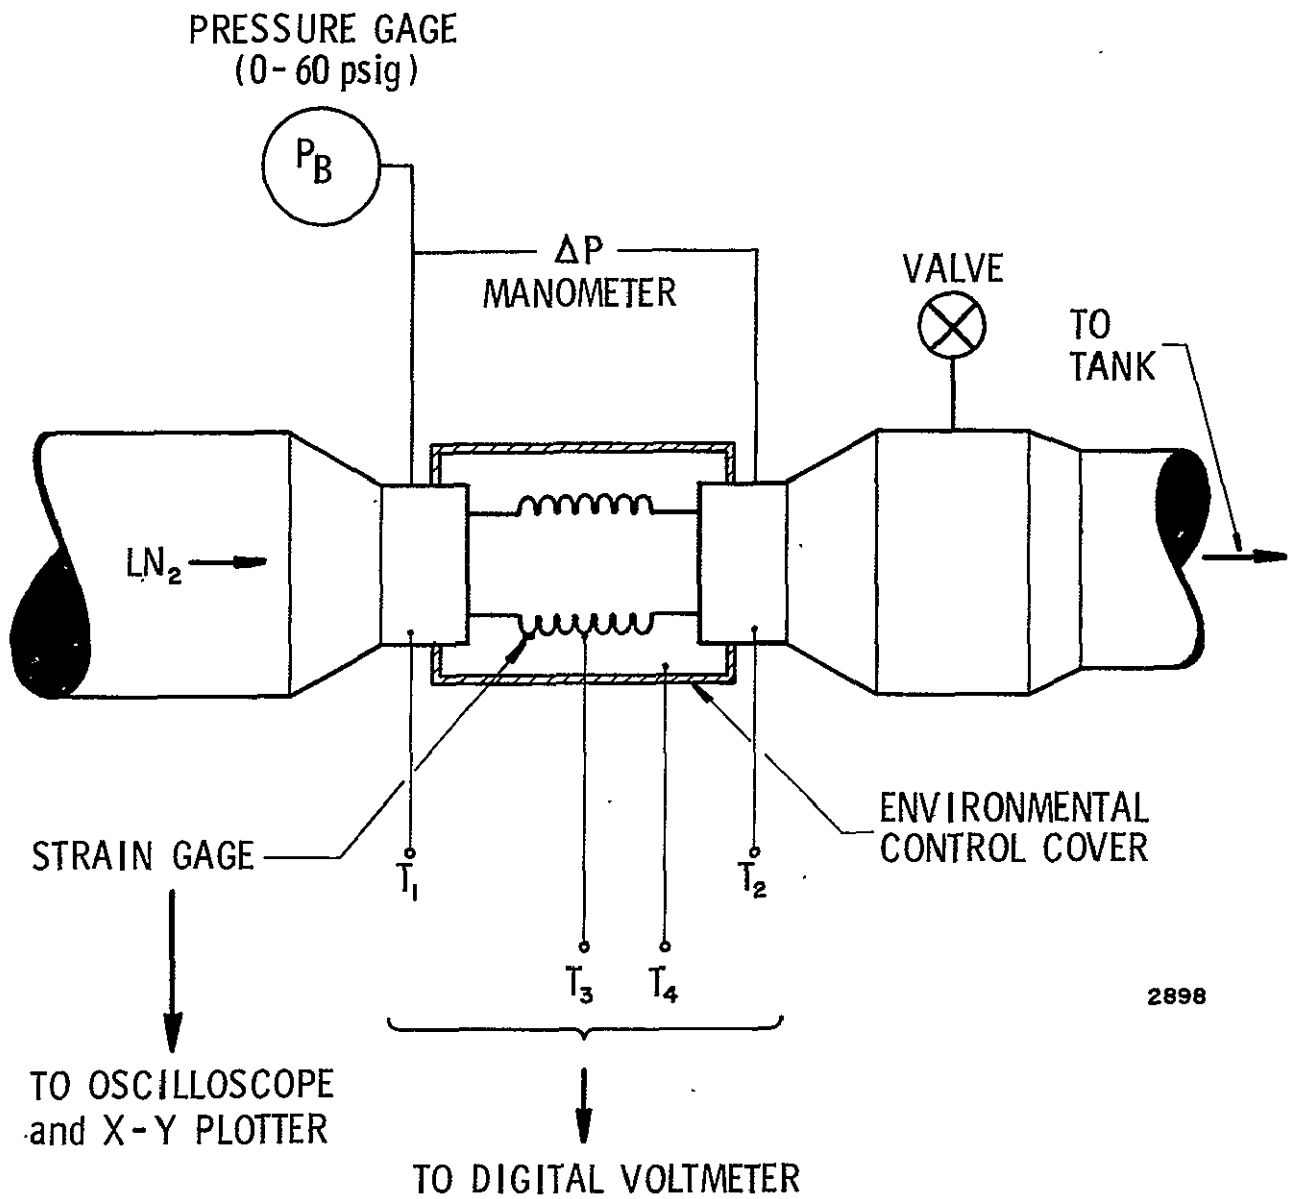 PRESSURE GAGE
(0-60 psig)
PB
ΔP
MANOMETER
VALVE
TO
TANK
LN2
STRAIN GAGE
ENVIRONMENTAL
CONTROL COVER
T1
T2
T3
T4
2898
TO OSCILLOSCOPE
and X-Y PLOTTER
TO DIGITAL VOLTMETER